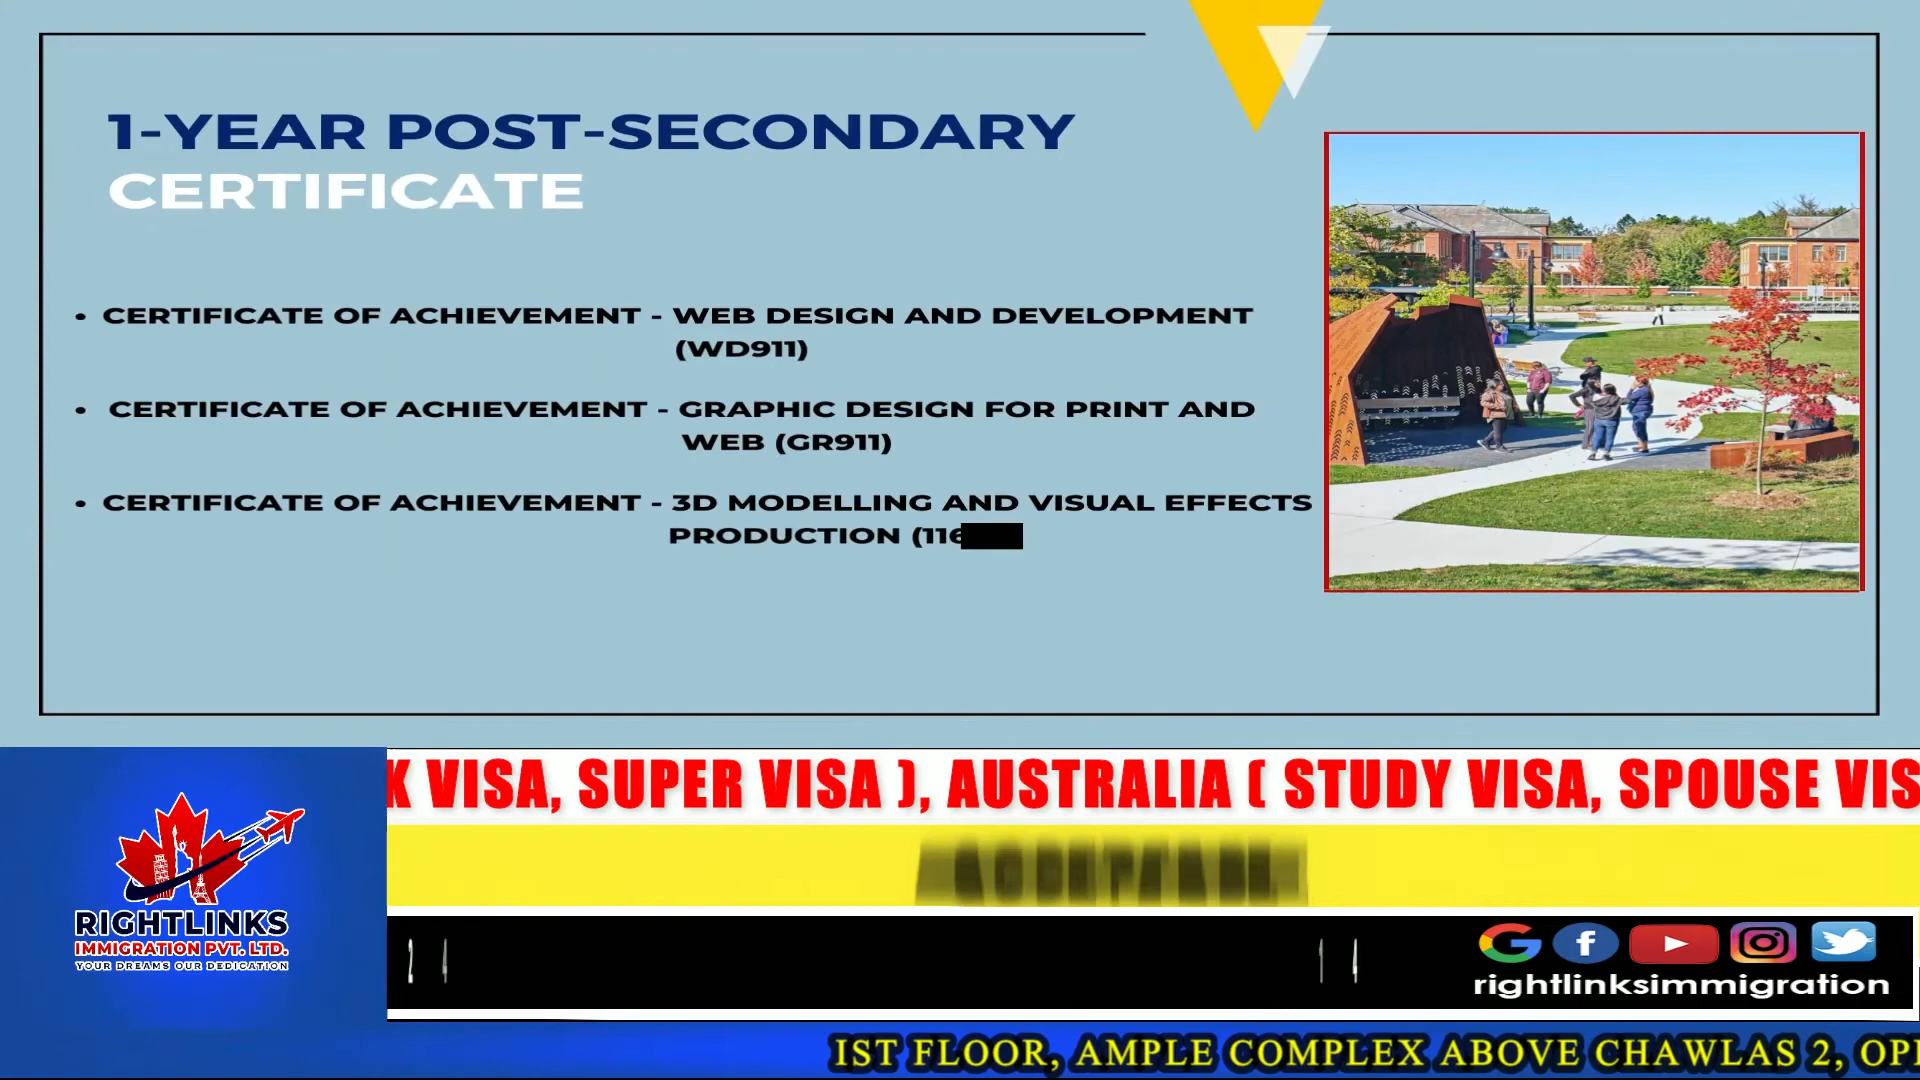 1-YEAR POST-SECONDARY
CERTIFICATE
• CERTIFICATE OF ACHIEVEMENT - WEB DESIGN AND DEVELOPMENT
(WD911)
• CERTIFICATE OF ACHIEVEMENT - GRAPHIC DESIGN FOR PRINT AND
WEB (GR911)
• CERTIFICATE OF ACHIEVEMENT - 3D MODELLING AND VISUAL EFFECTS
PRODUCTION (116
K VISA, SUPER VISA ), AUSTRALIA ( STUDY VISA, SPOUSE VIS
RIGHTLINKS
IMMIGRATION PVT. LTD.
YOUR DREAMS OUR DEDICATION
rightlinksimmigration
IST FLOOR, AMPLE COMPLEX ABOVE CHAWLAS 2, OP